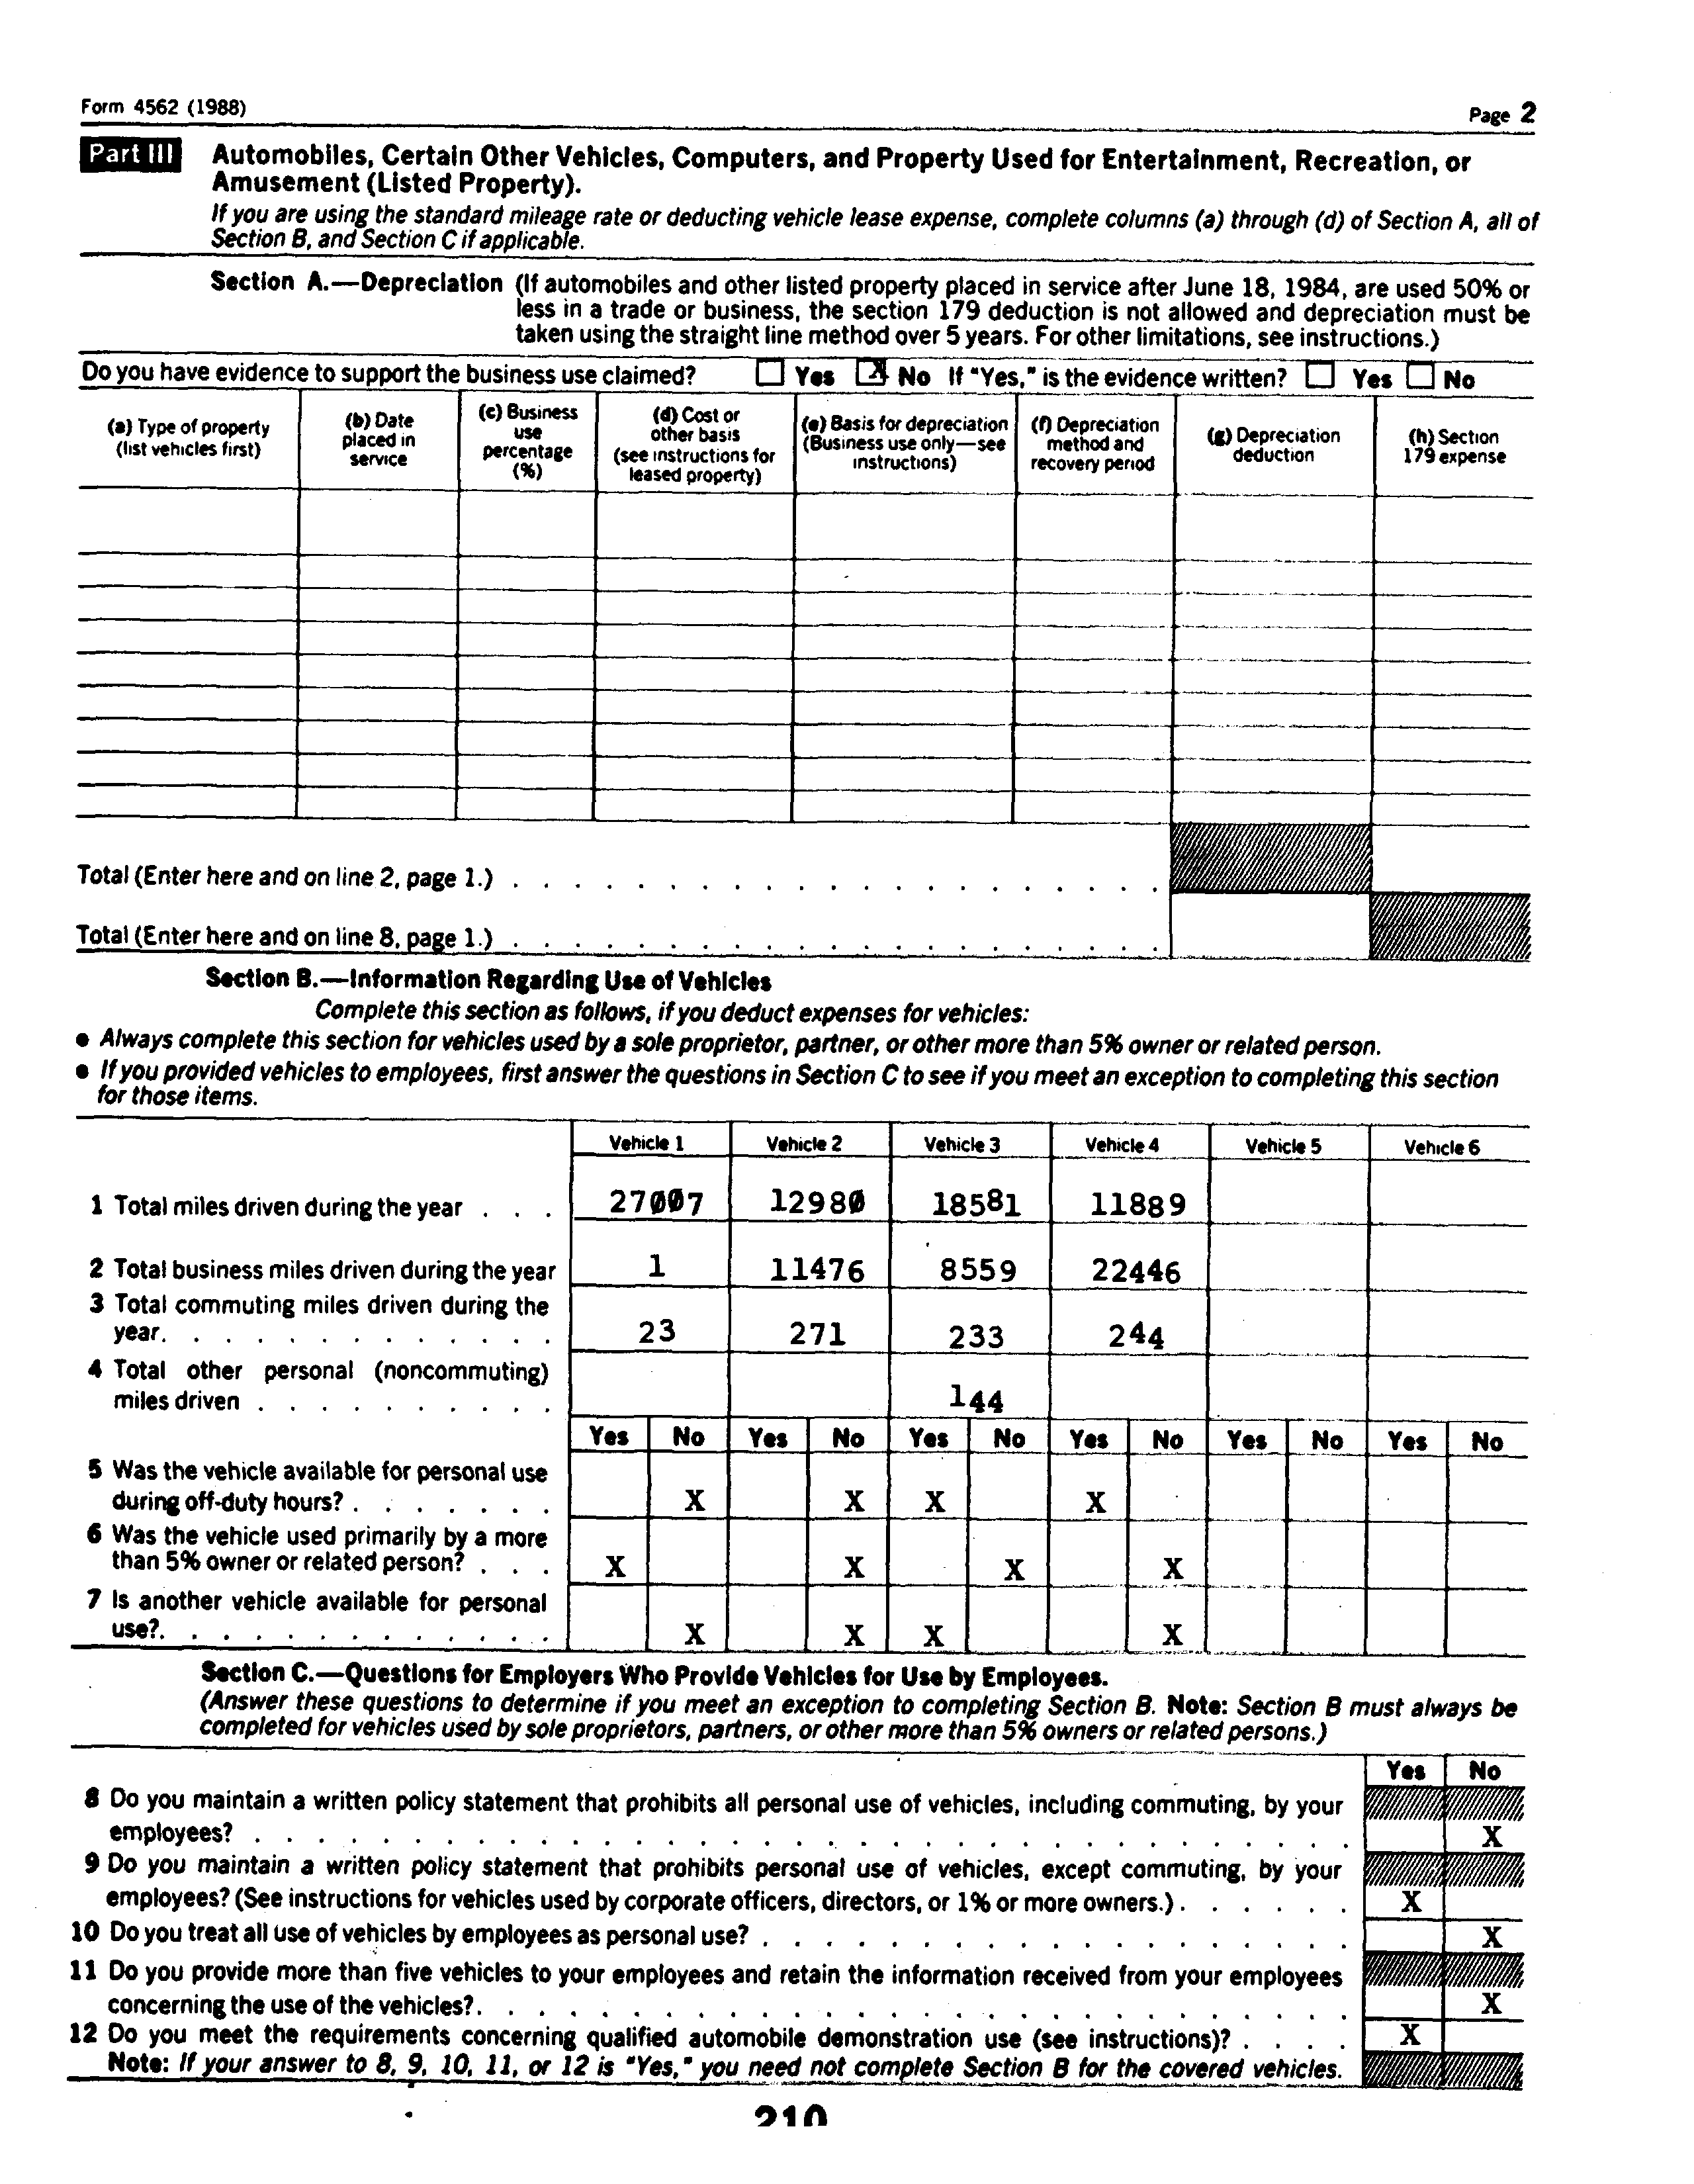 Form 4562 (1988)
Page 2
Part III Automobiles, Certain Other Vehicles, Computers, and Property Used for Entertainment, Recreation, or
Amusement (Listed Property).
If you are using the standard mileage rate or deducting vehicle lease expense, complete columns (a) through (d) of Section A, all of
Section B, and Section C if applicable.
Section A.—Depreciation (If automobiles and other listed property placed in service after June 18, 1984, are used 50% or
less in a trade or business, the section 179 deduction is not allowed and depreciation must be
taken using the straight line method over 5 years. For other limitations, see instructions.)
Do you have evidence to support the business use claimed? Yes X No If "Yes," is the evidence written? Yes No
(a) Type of property
(list vehicles first)
(b) Date
placed in
service
(c) Business
use
percentage
(%)
(d) Cost or
other basis
(see instructions for
leased property)
(e) Basis for depreciation
(Business use only—see
instructions)
(f) Depreciation
method and
recovery period
(g) Depreciation
deduction
(h) Section
179 expense
Total (Enter here and on line 2, page 1.) . . . . . . . . . . . . . . . . . . . . .
Total (Enter here and on line 8, page 1.) . . . . . . . . . . . . . . . . . . . . .
Section B.—Information Regarding Use of Vehicles
Complete this section as follows, if you deduct expenses for vehicles:
● Always complete this section for vehicles used by a sole proprietor, partner, or other more than 5% owner or related person.
● If you provided vehicles to employees, first answer the questions in Section C to see if you meet an exception to completing this section
for those items.
Vehicle 1 Vehicle 2 Vehicle 3 Vehicle 4 Vehicle 5 Vehicle 6
1 Total miles driven during the year . . . 27007 12980 18581 11889
2 Total business miles driven during the year 1 11476 8559 22446
3 Total commuting miles driven during the
year. . . . . . . . . . . . . 23 271 233 244
4 Total other personal (noncommuting)
miles driven . . . . . . . . . . 144
Yes No Yes No Yes No Yes No Yes No Yes No
5 Was the vehicle available for personal use
during off-duty hours? . . . . . . . X X X X
6 Was the vehicle used primarily by a more
than 5% owner or related person? . . . X X X X
7 Is another vehicle available for personal
use?. . . . . . . . . . . . . X X X X
Section C.—Questions for Employers Who Provide Vehicles for Use by Employees.
(Answer these questions to determine if you meet an exception to completing Section B. Note: Section B must always be
completed for vehicles used by sole proprietors, partners, or other more than 5% owners or related persons.)
Yes No
8 Do you maintain a written policy statement that prohibits all personal use of vehicles, including commuting, by your
employees? . . . . . . . . . . . . . . . . . . . . . . . . . . . . . . . . . . . X
9 Do you maintain a written policy statement that prohibits personal use of vehicles, except commuting, by your
employees? (See instructions for vehicles used by corporate officers, directors, or 1% or more owners.) . . . . . . X
10 Do you treat all use of vehicles by employees as personal use? . . . . . . . . . . . . . . . . . . . X
11 Do you provide more than five vehicles to your employees and retain the information received from your employees
concerning the use of the vehicles?. . . . . . . . . . . . . . . . . . . . . . . . . . . . X
12 Do you meet the requirements concerning qualified automobile demonstration use (see instructions)? . . . . X
Note: If your answer to 8, 9, 10, 11, or 12 is "Yes," you need not complete Section B for the covered vehicles.
210